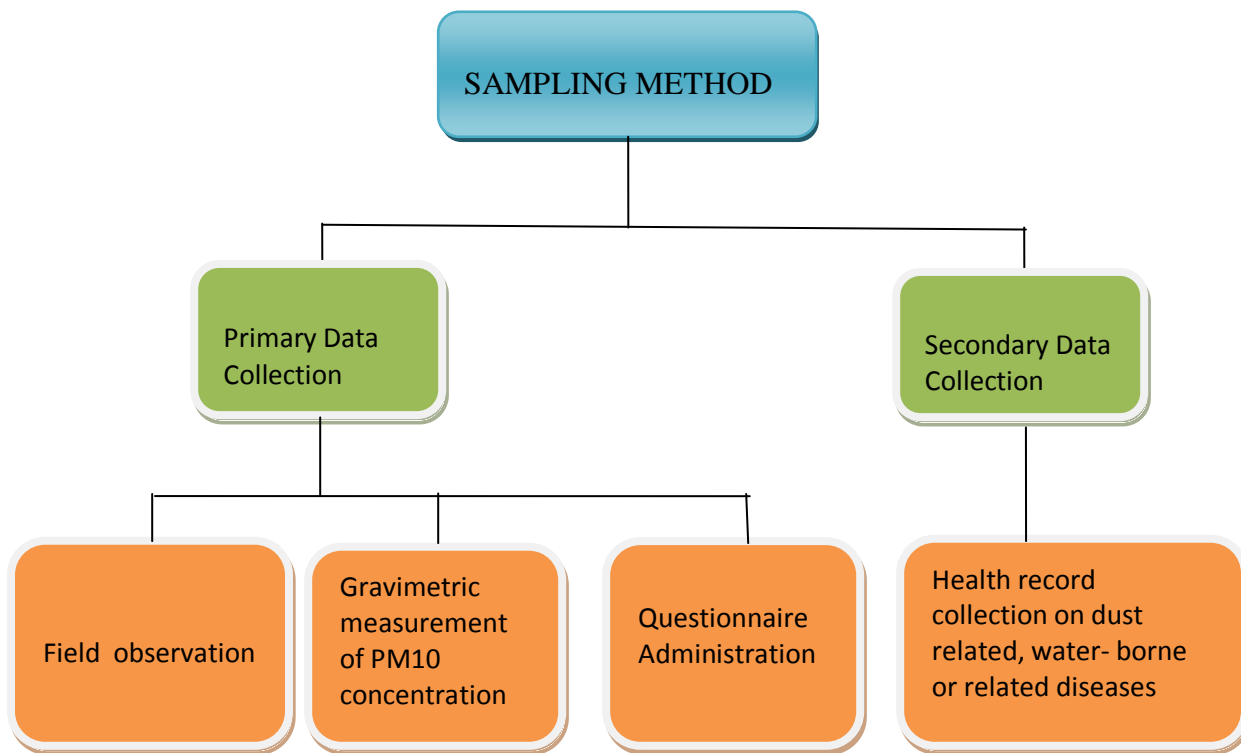 SAMPLING METHOD
Primary Data
Collection
Secondary Data
Collection
Field  observation
Gravimetric
measurement
of PM10
concentration
Questionnaire
Administration
Health record
collection on dust
related, water- borne
or related diseases